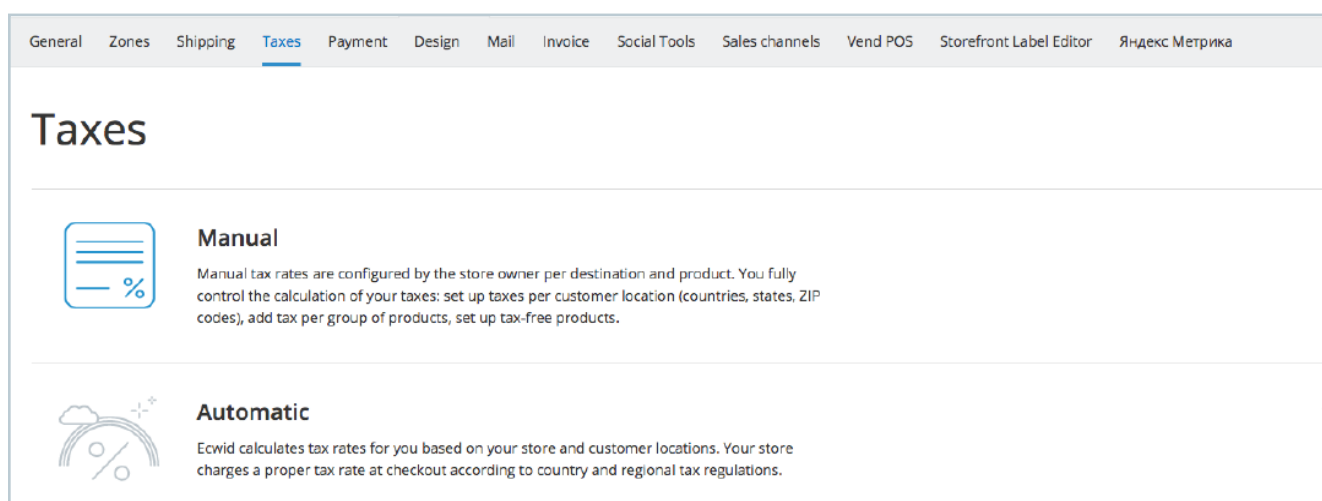 General Zones Shipping Taxes Payment Design Mail Invoice Social Tools Sales channels Vend POS Storefront Label Editor Яндекс Метрика
Taxes
Manual
Manual tax rates are configured by the store owner per destination and product. You fully
control the calculation of your taxes: set up taxes per customer location (countries, states, ZIP
codes), add tax per group of products, set up tax-free products.
%
Automatic
Ecwid calculates tax rates for you based on your store and customer locations. Your store
charges a proper tax rate at checkout according to country and regional tax regulations.
%